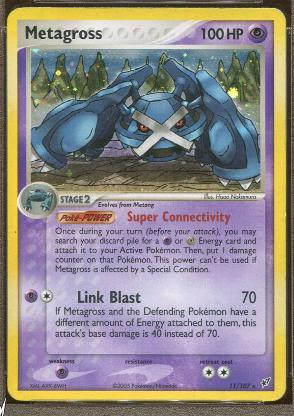 Metagross 100 HP
Illus. Hisao Nakamura
STAGE 2 Evolves from Metang
Poké-POWER Super Connectivity
Once during your turn (before your attack), you may
search your discard pile for a or Energy card and
attach it to your Active Pokémon. Then, put 1 damage
counter on that Pokémon. This power can't be used if
Metagross is affected by a Special Condition.
Link Blast 70
If Metagross and the Defending Pokémon have a
different amount of Energy attached to them, this
attack's base damage is 40 instead of 70.
weakness resistance retreat cost
©2005 Pokémon/Nintendo
11/107